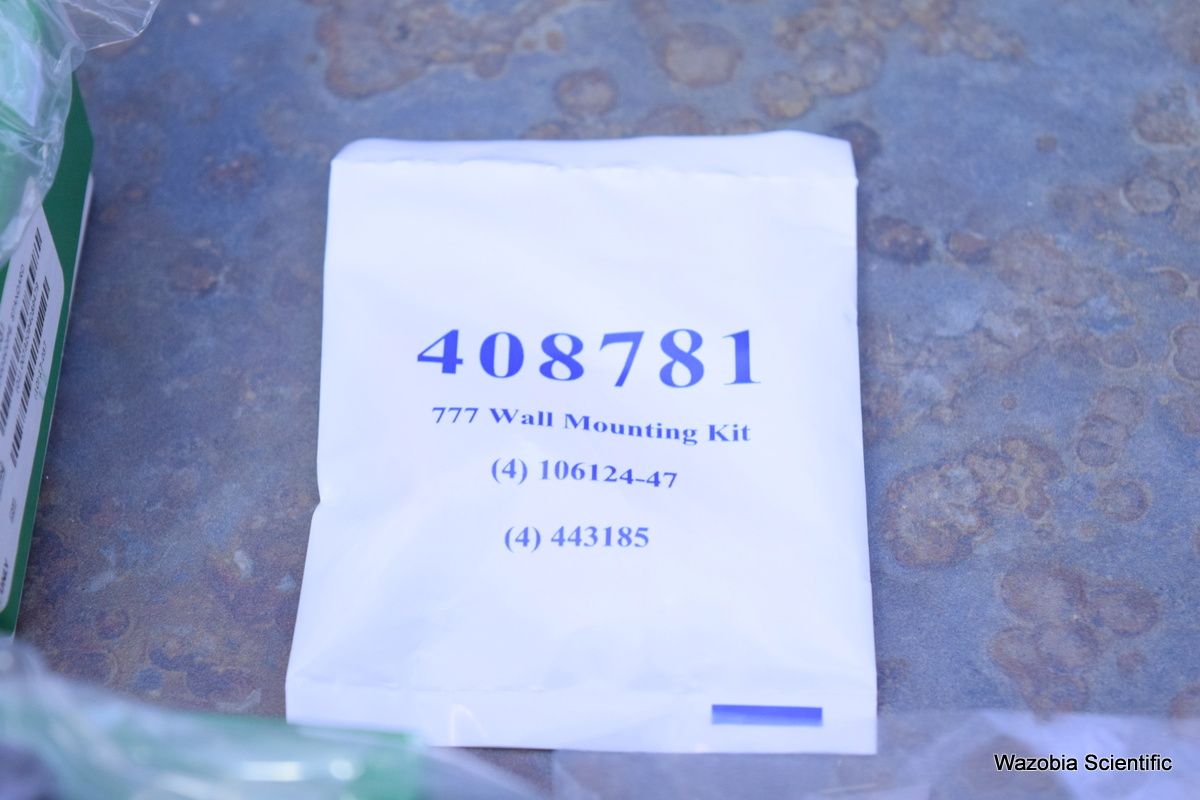 408781
777 Wall Mounting Kit
(4) 106124-47
(4) 443185
Wazobia Scientific